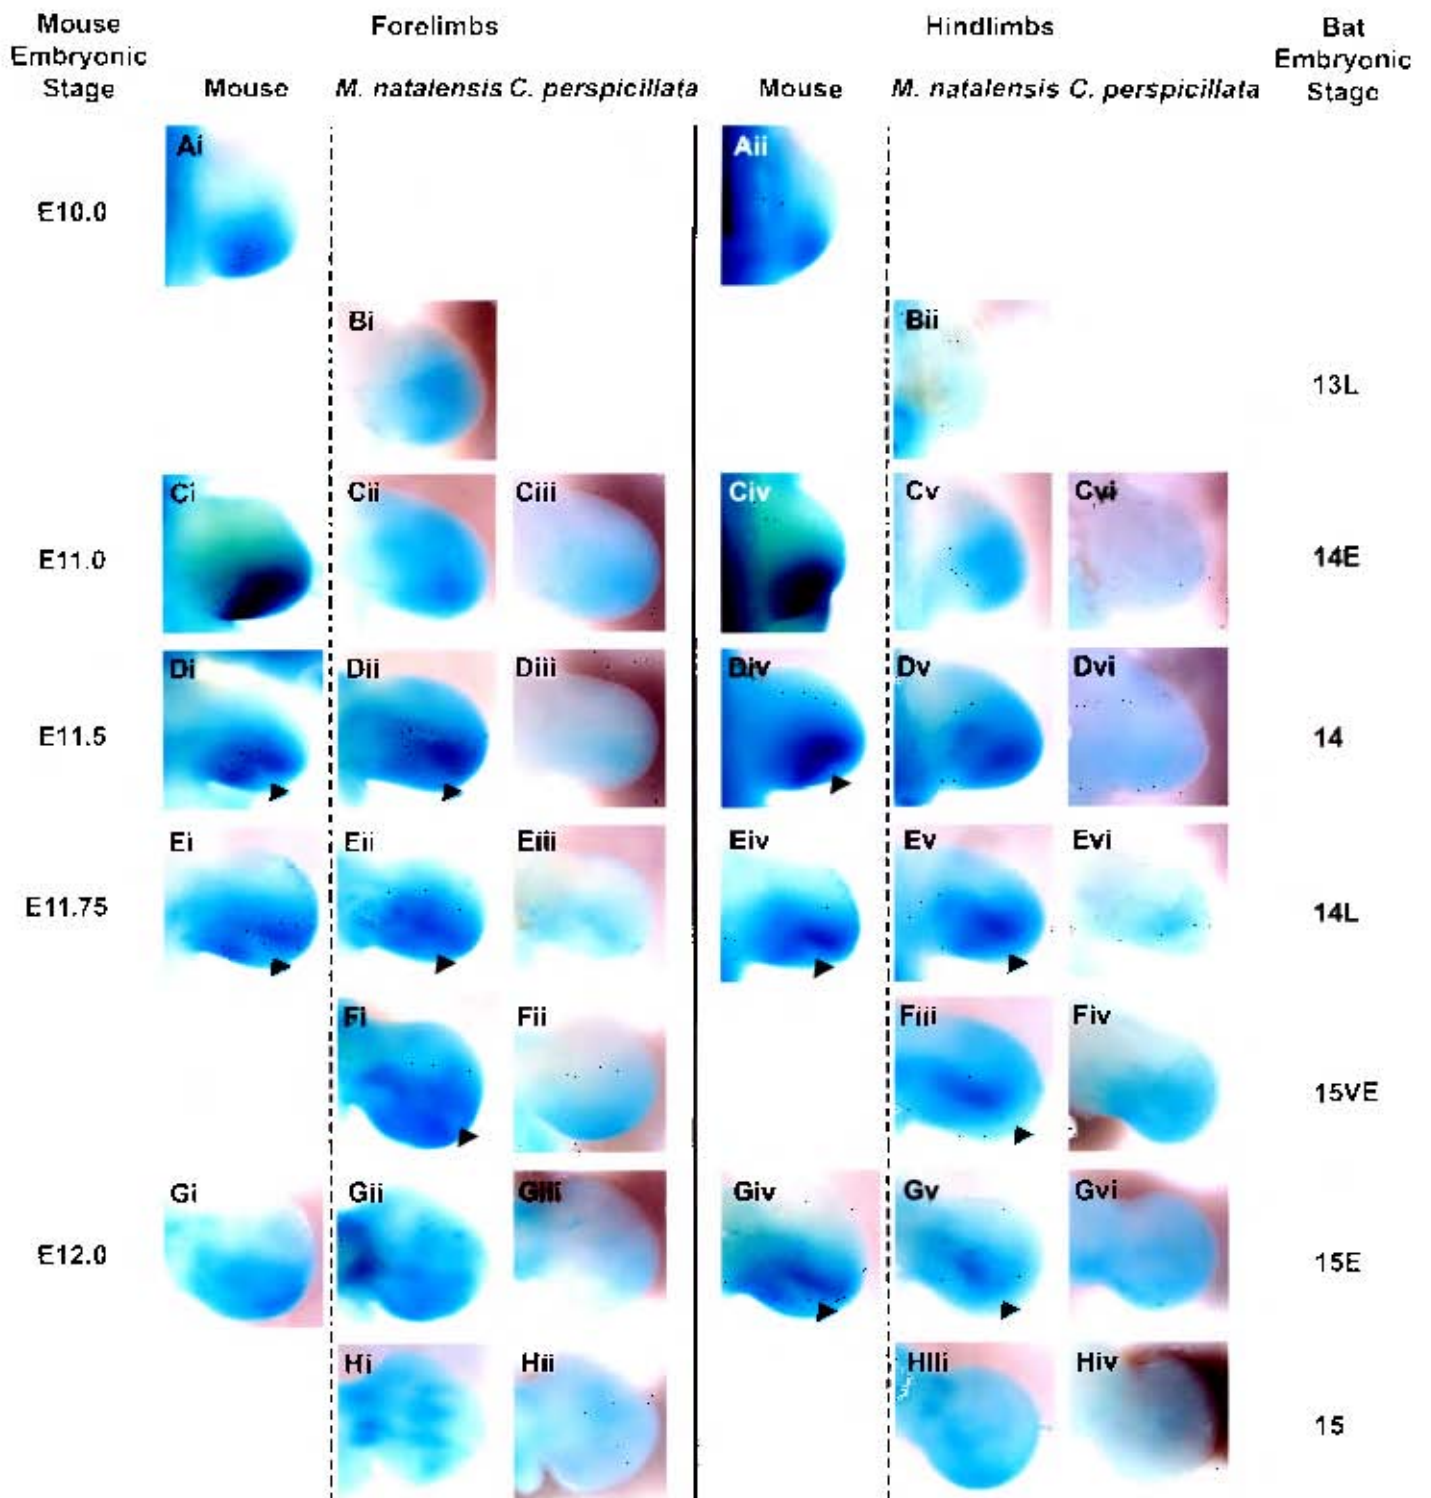 Mouse Embryonic Stage
Forelimbs
Hindlimbs
Bat Embryonic Stage
Mouse M. natalensis C. perspicillata Mouse M. natalensis C. perspicillata
Ai Aii
E10.0
Bi Bii
13L
Ci Cii Ciii Civ Cv Cvi
E11.0 14E
Di Dii Diii Div Dv Dvi
E11.5 14
Ei Eii Eiii Eiv Ev Evi
E11.75 14L
Fi Fii Fiii Fiv
15VE
Gi Gii Giii Giv Gv Gvi
E12.0 15E
Hi Hii Hiii Hiv
15